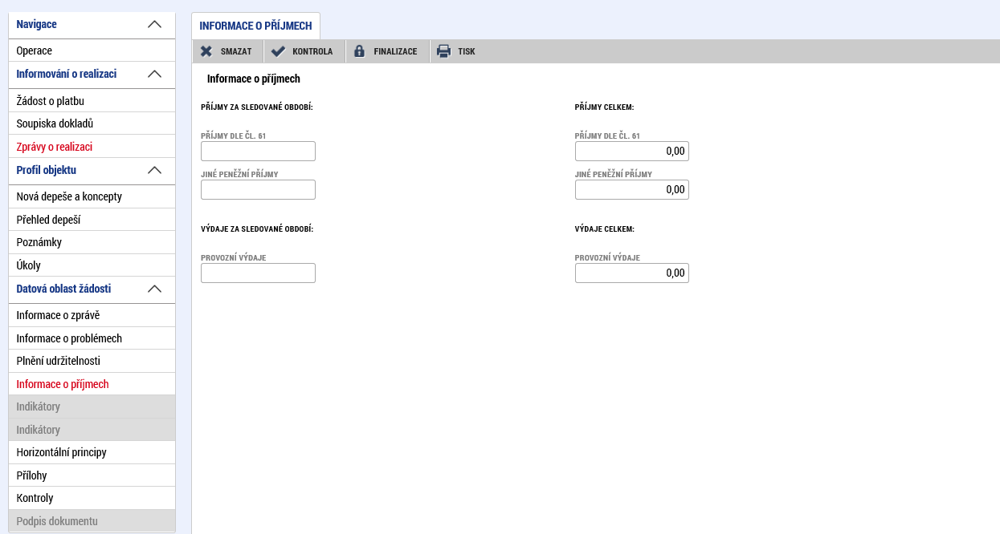 Navigace
Operace
Informování o realizaci
Žádost o platbu
Soupiska dokladů
Zprávy o realizaci
Profil objektu
Nová depeše a koncepty
Přehled depeší
Poznámky
Úkoly
Datová oblast žádosti
Informace o zprávě
Informace o problémech
Plnění udržitelnosti
Informace o příjmech
Indikátory
Indikátory
Horizontální principy
Přílohy
Kontroly
Podpis dokumentu
INFORMACE O PŘÍJMECH
SMAZAT KONTROLA FINALIZACE TISK
Informace o příjmech
PŘÍJMY ZA SLEDOVANÉ OBDOBÍ: PŘÍJMY CELKEM:
PŘÍJMY DLE ČL. 61 PŘÍJMY DLE ČL. 61
0,00
JINÉ PENĚŽNÍ PŘÍJMY JINÉ PENĚŽNÍ PŘÍJMY
0,00
VÝDAJE ZA SLEDOVANÉ OBDOBÍ: VÝDAJE CELKEM:
PROVOZNÍ VÝDAJE PROVOZNÍ VÝDAJE
0,00